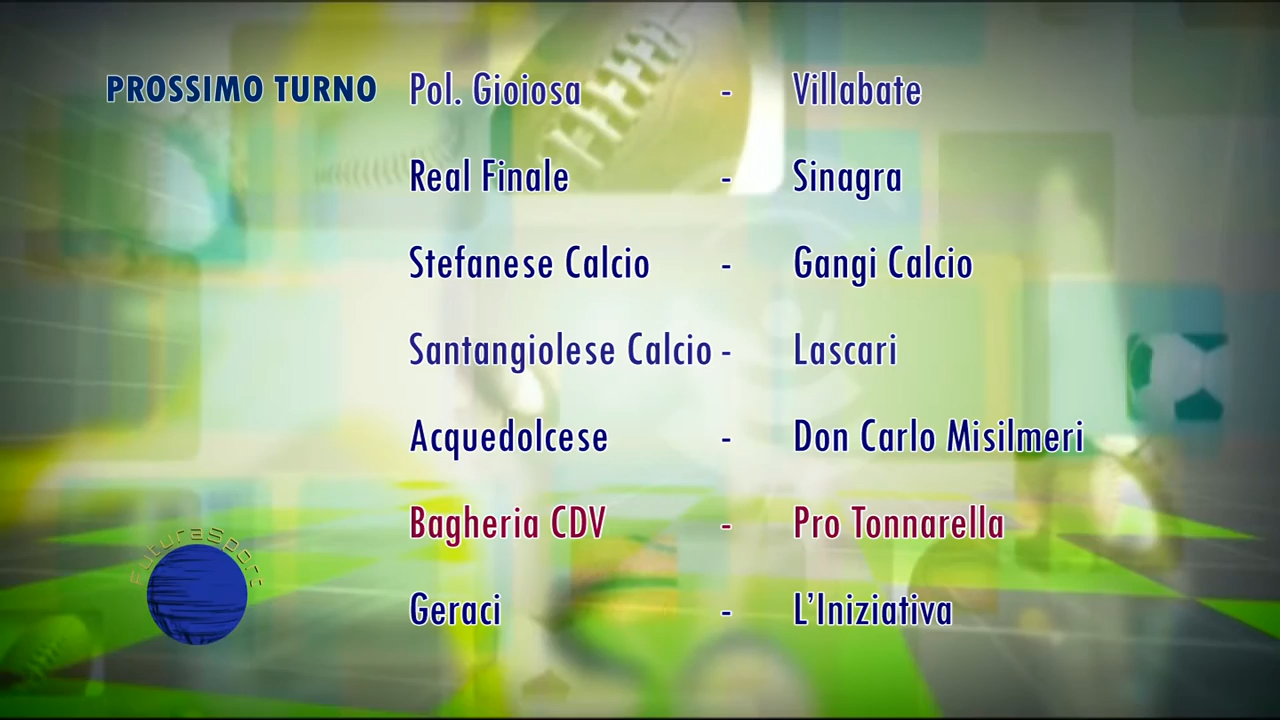 PROSSIMO TURNO Pol. Gioiosa - Villabate
Real Finale - Sinagra
Stefanese Calcio - Gangi Calcio
Santangiolese Calcio - Lascari
Acquedolcese - Don Carlo Misilmeri
Bagheria CDV - Pro Tonnarella
Geraci - L’Iniziativa
FuturaSport